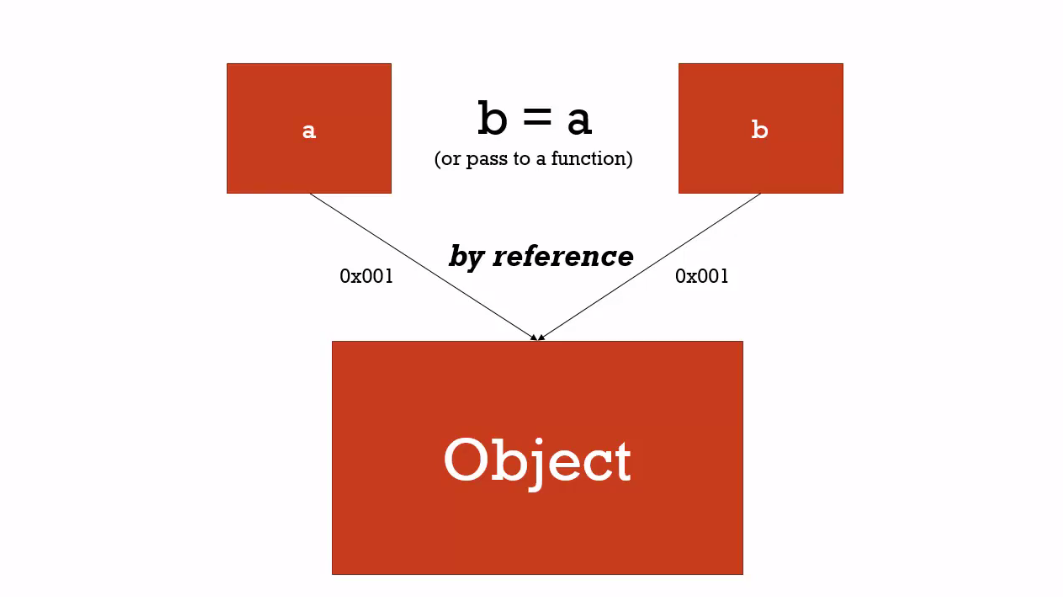 a
b = a
b
(or pass to a function)
by reference
0x001
0x001
Object